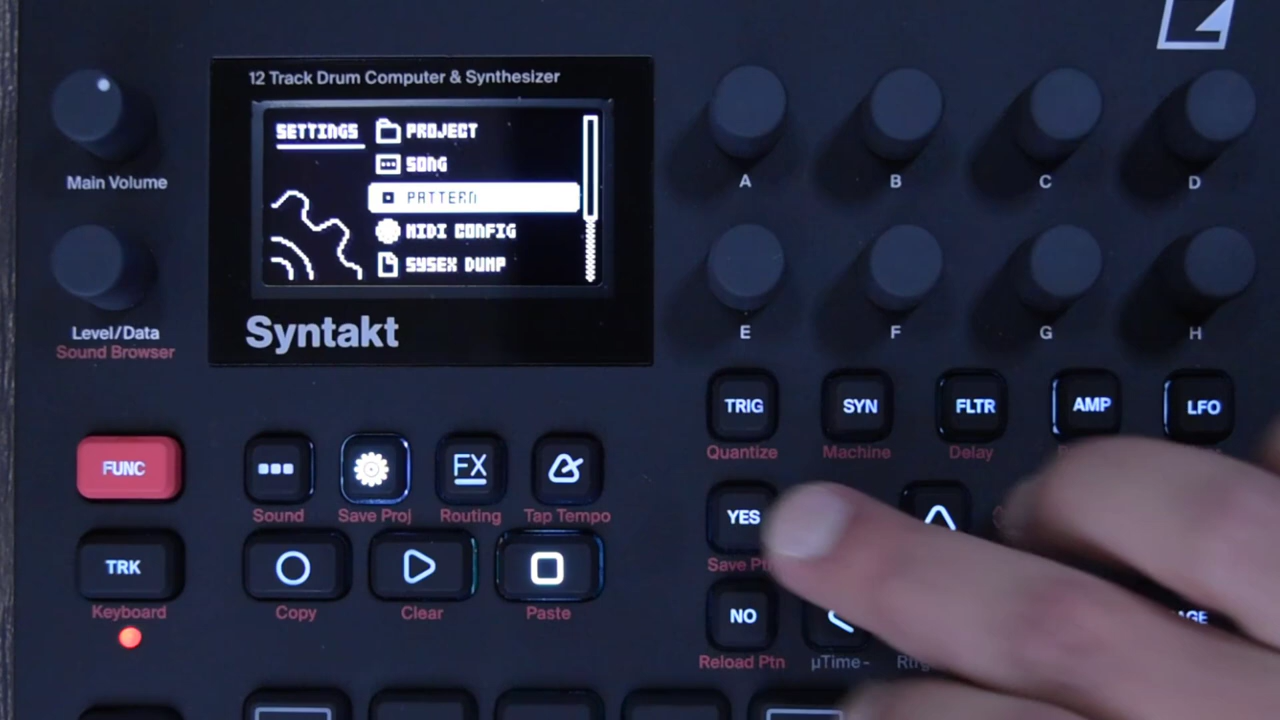 12 Track Drum Computer & Synthesizer
SETTINGS
PROJECT
SONG
PATTERN
MIDI CONFIG
SYSEX DUMP
Syntakt
Main Volume
Level/Data
Sound Browser
A
B
C
D
E
F
G
H
TRIG
SYN
FLTR
AMP
LFO
Quantize
Machine
Delay
FUNC
FX
Sound
Save Proj
Routing
Tap Tempo
YES
TRK
Keyboard
Copy
Clear
Paste
NO
Reload Ptn
µTime-